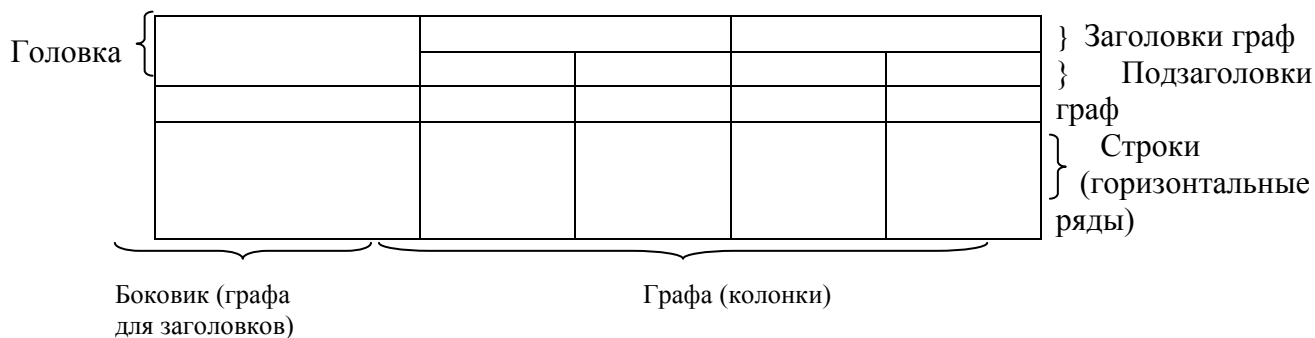 Головка
} Заголовки граф
} Подзаголовки
граф
Строки
(горизонтальные
ряды)
Боковик (графа
для заголовков)
Графа (колонки)